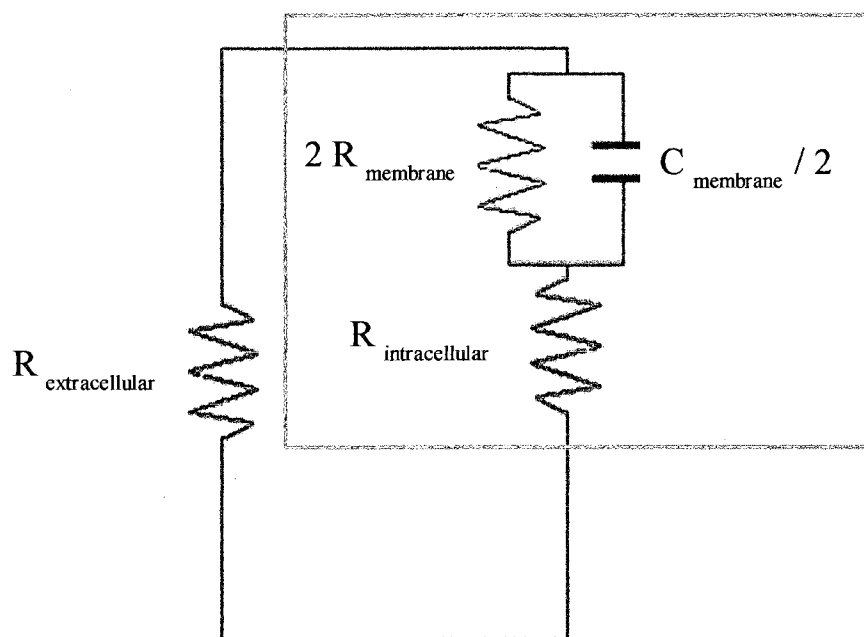 2 R membrane
C membrane / 2
R intracellular
R extracellular